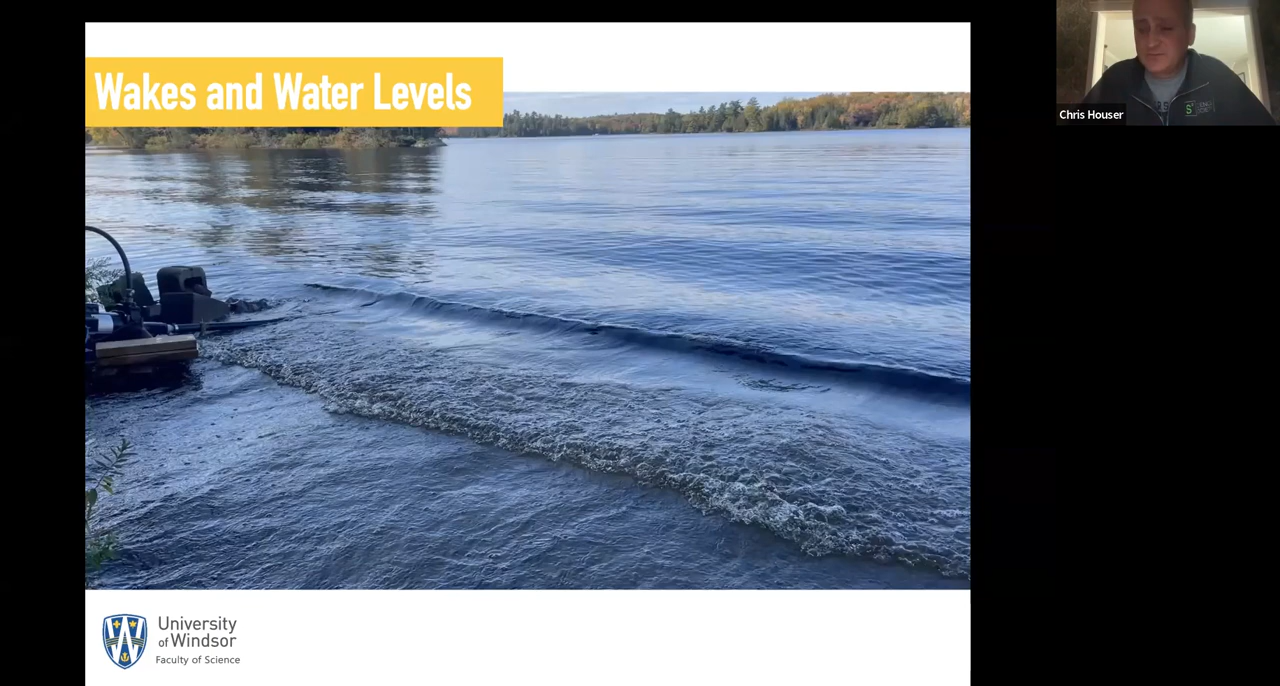 Wakes and Water Levels
Chris Houser
University
of Windsor
Faculty of Science